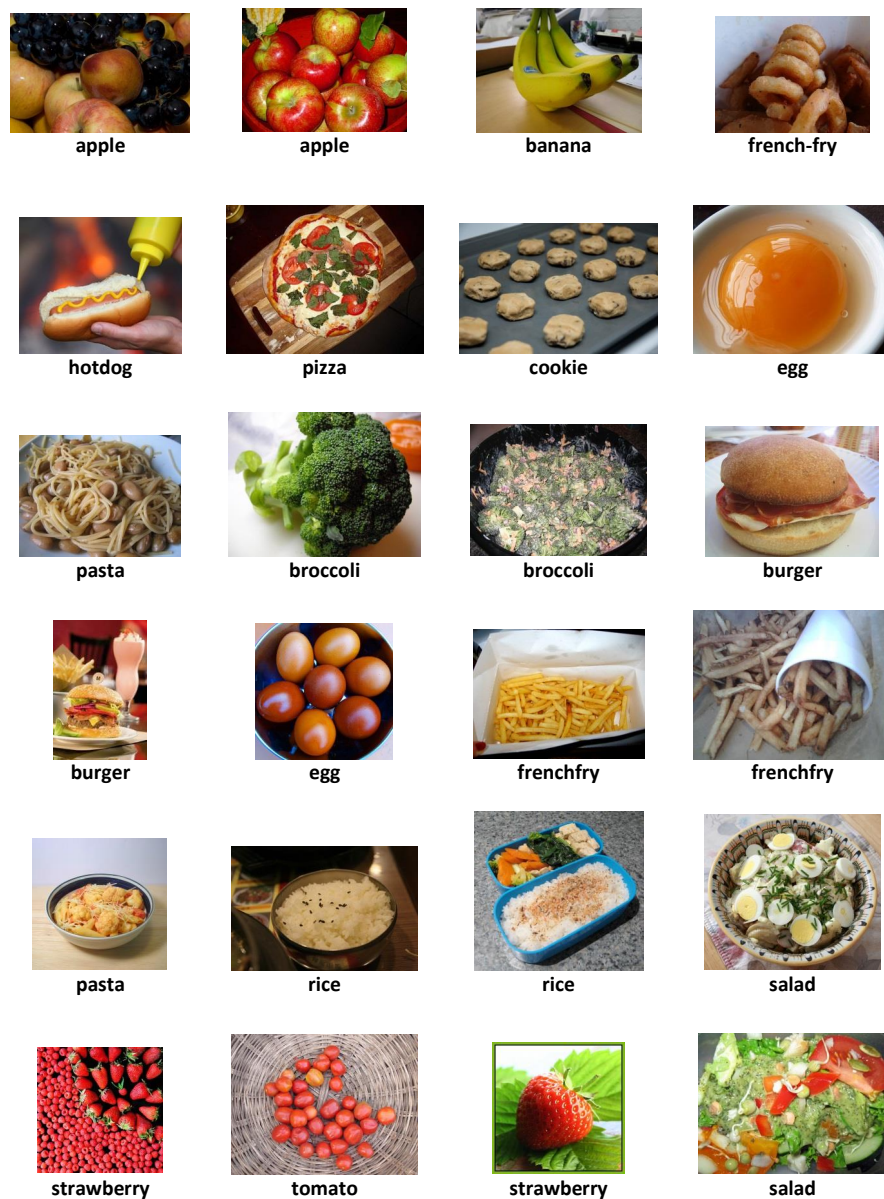 apple
apple
banana
french-fry
hotdog
pizza
cookie
egg
pasta
broccoli
broccoli
burger
burger
egg
frenchfry
frenchfry
pasta
rice
rice
salad
strawberry
tomato
strawberry
salad